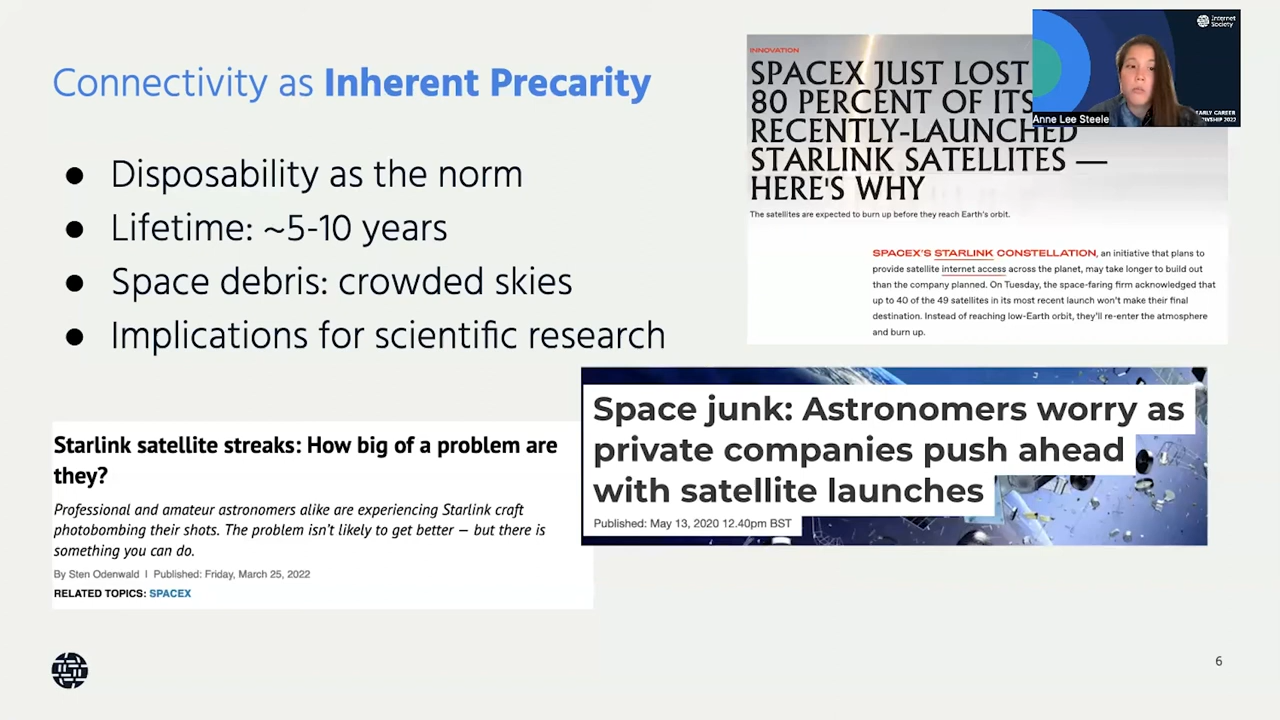 Connectivity as Inherent Precarity
● Disposability as the norm
● Lifetime: ~5-10 years
● Space debris: crowded skies
● Implications for scientific research
INNOVATION
SPACEX JUST LOST
80 PERCENT OF ITS
RECENTLY-LAUNCHED
STARLINK SATELLITES —
HERE'S WHY
The satellites are expected to burn up before they reach Earth's orbit.
SPACEX'S STARLINK CONSTELLATION, an initiative that plans to
provide satellite internet access across the planet, may take longer to build out
than the company planned. On Tuesday, the space-faring firm acknowledged that
up to 40 of the 49 satellites in its most recent launch won't make their final
destination. Instead of reaching low-Earth orbit, they'll re-enter the atmosphere
and burn up.
Internet
Society
EARLY CAREER
2022
Anne Lee Steele
Space junk: Astronomers worry as
private companies push ahead
with satellite launches
Published: May 13, 2020 12.40pm BST
Starlink satellite streaks: How big of a problem are
they?
Professional and amateur astronomers alike are experiencing Starlink craft
photobombing their shots. The problem isn't likely to get better — but there is
something you can do.
By Sten Odenwald | Published: Friday, March 25, 2022
RELATED TOPICS: SPACEX
6